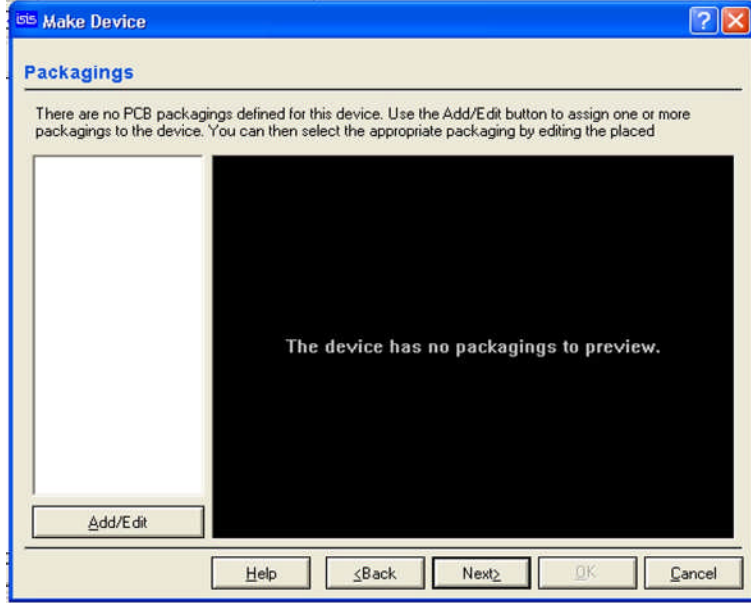 isis Make Device
Packagings
There are no PCB packagings defined for this device. Use the Add/Edit button to assign one or more
packagings to the device. You can then select the appropriate packaging by editing the placed
The device has no packagings to preview.
Add/Edit
Help <Back Next> OK Cancel